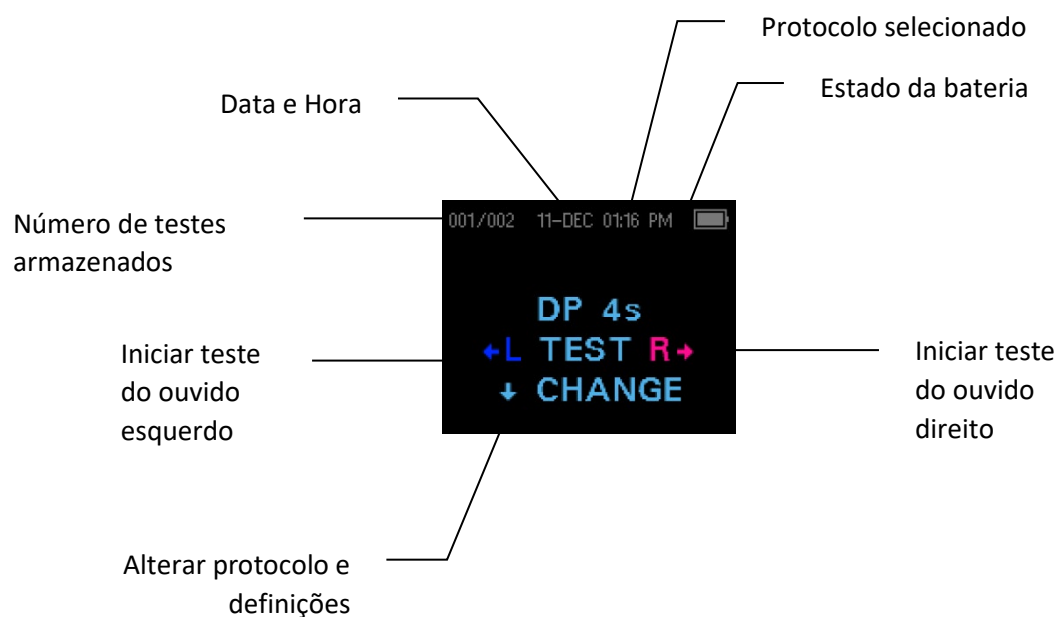 Protocolo selecionado
Estado da bateria
Data e Hora
Número de testes
armazenados
001/002 11-DEC 01:16 PM
DP 4s
←L TEST R→
↓ CHANGE
Iniciar teste
do ouvido
esquerdo
Iniciar teste
do ouvido
direito
Alterar protocolo e
definições